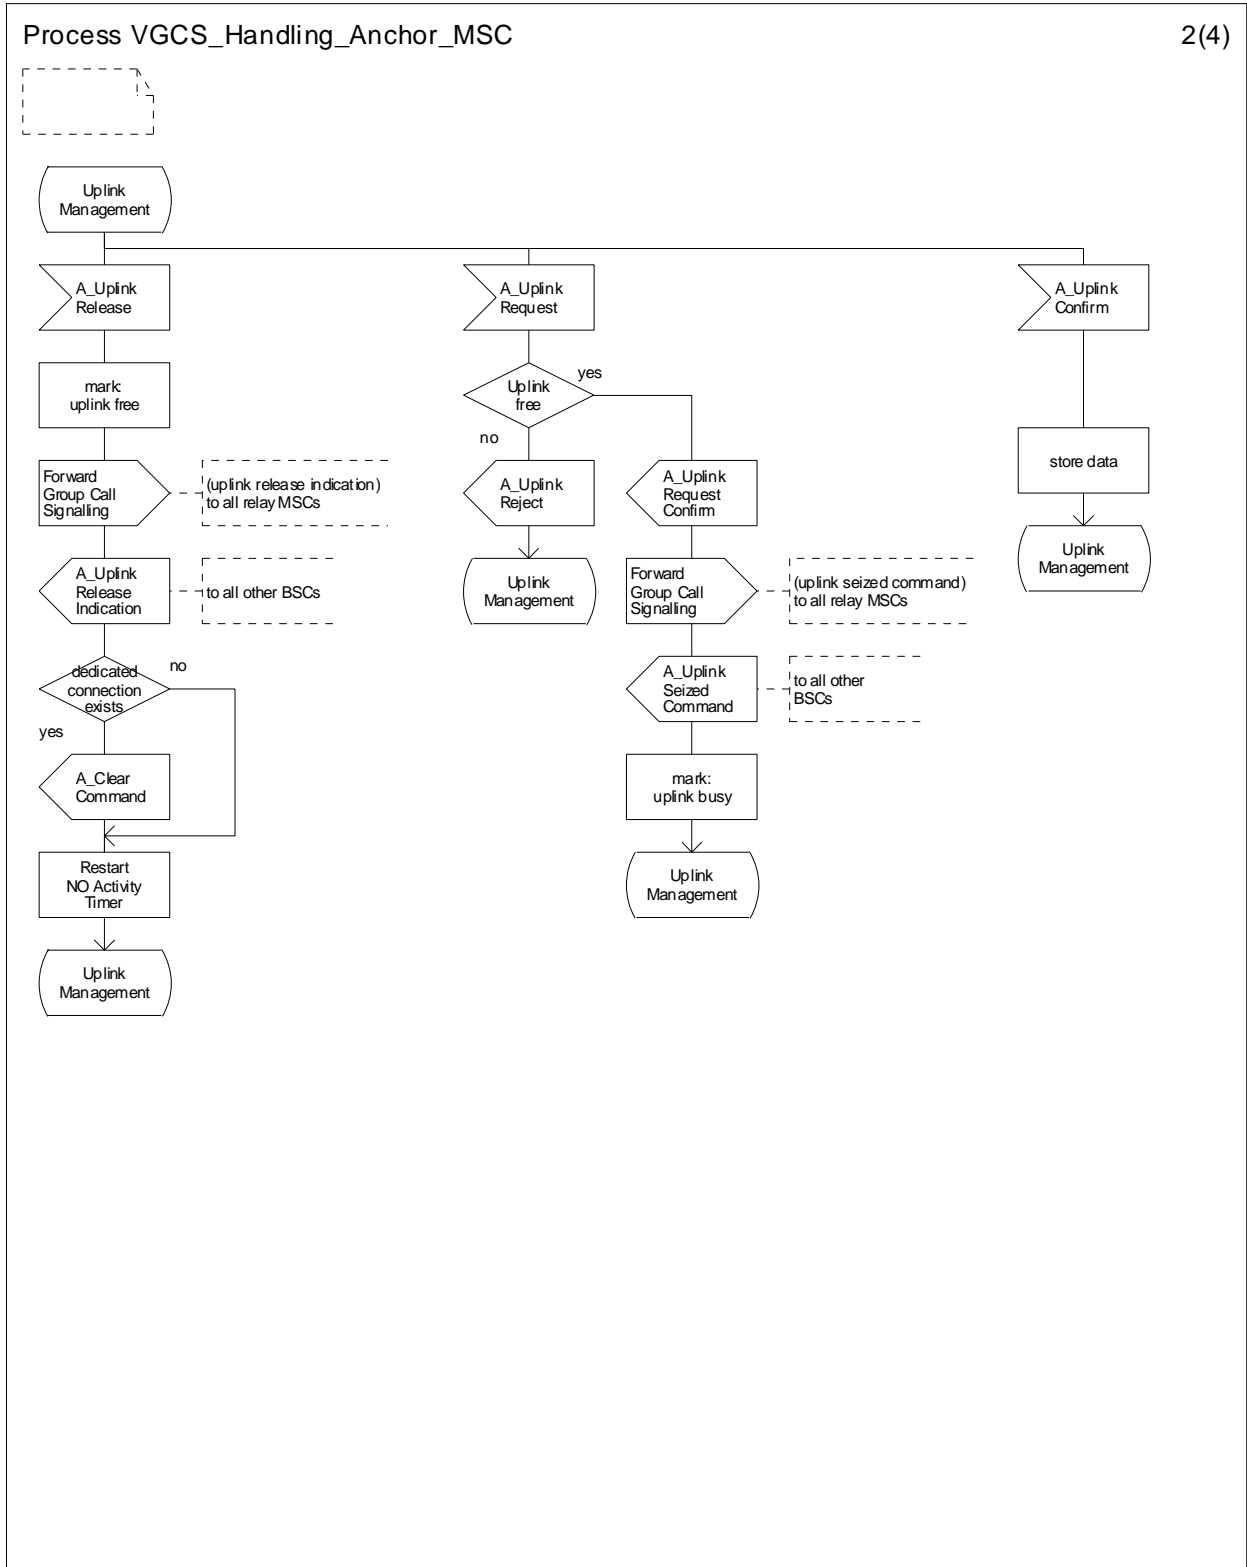 Process VGCS_Handling_Anchor_MSC
2(4)
Uplink
Management
A_Uplink
Release
mark:
uplink free
Forward
Group Call
Signalling
(uplink release indication)
to all relay MSCs
A_Uplink
Release
Indication
to all other BSCs
dedicated
connection
exists
no
yes
A_Clear
Command
Restart
NO Activity
Timer
Uplink
Management
A_Uplink
Request
Uplink
free
yes
no
A_Uplink
Reject
Uplink
Management
A_Uplink
Request
Confirm
Forward
Group Call
Signalling
(uplink seized command)
to all relay MSCs
A_Uplink
Seized
Command
to all other
BSCs
mark:
uplink busy
Uplink
Management
A_Uplink
Confirm
store data
Uplink
Management